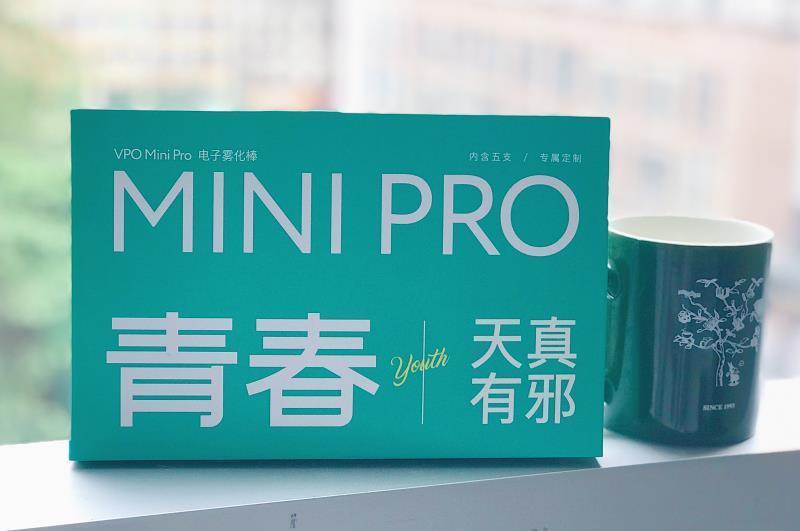 VPO Mini Pro 电子雾化棒
内含五支 / 专属定制
MINI PRO
青春
Youth
天真
有邪
SINCE 1993